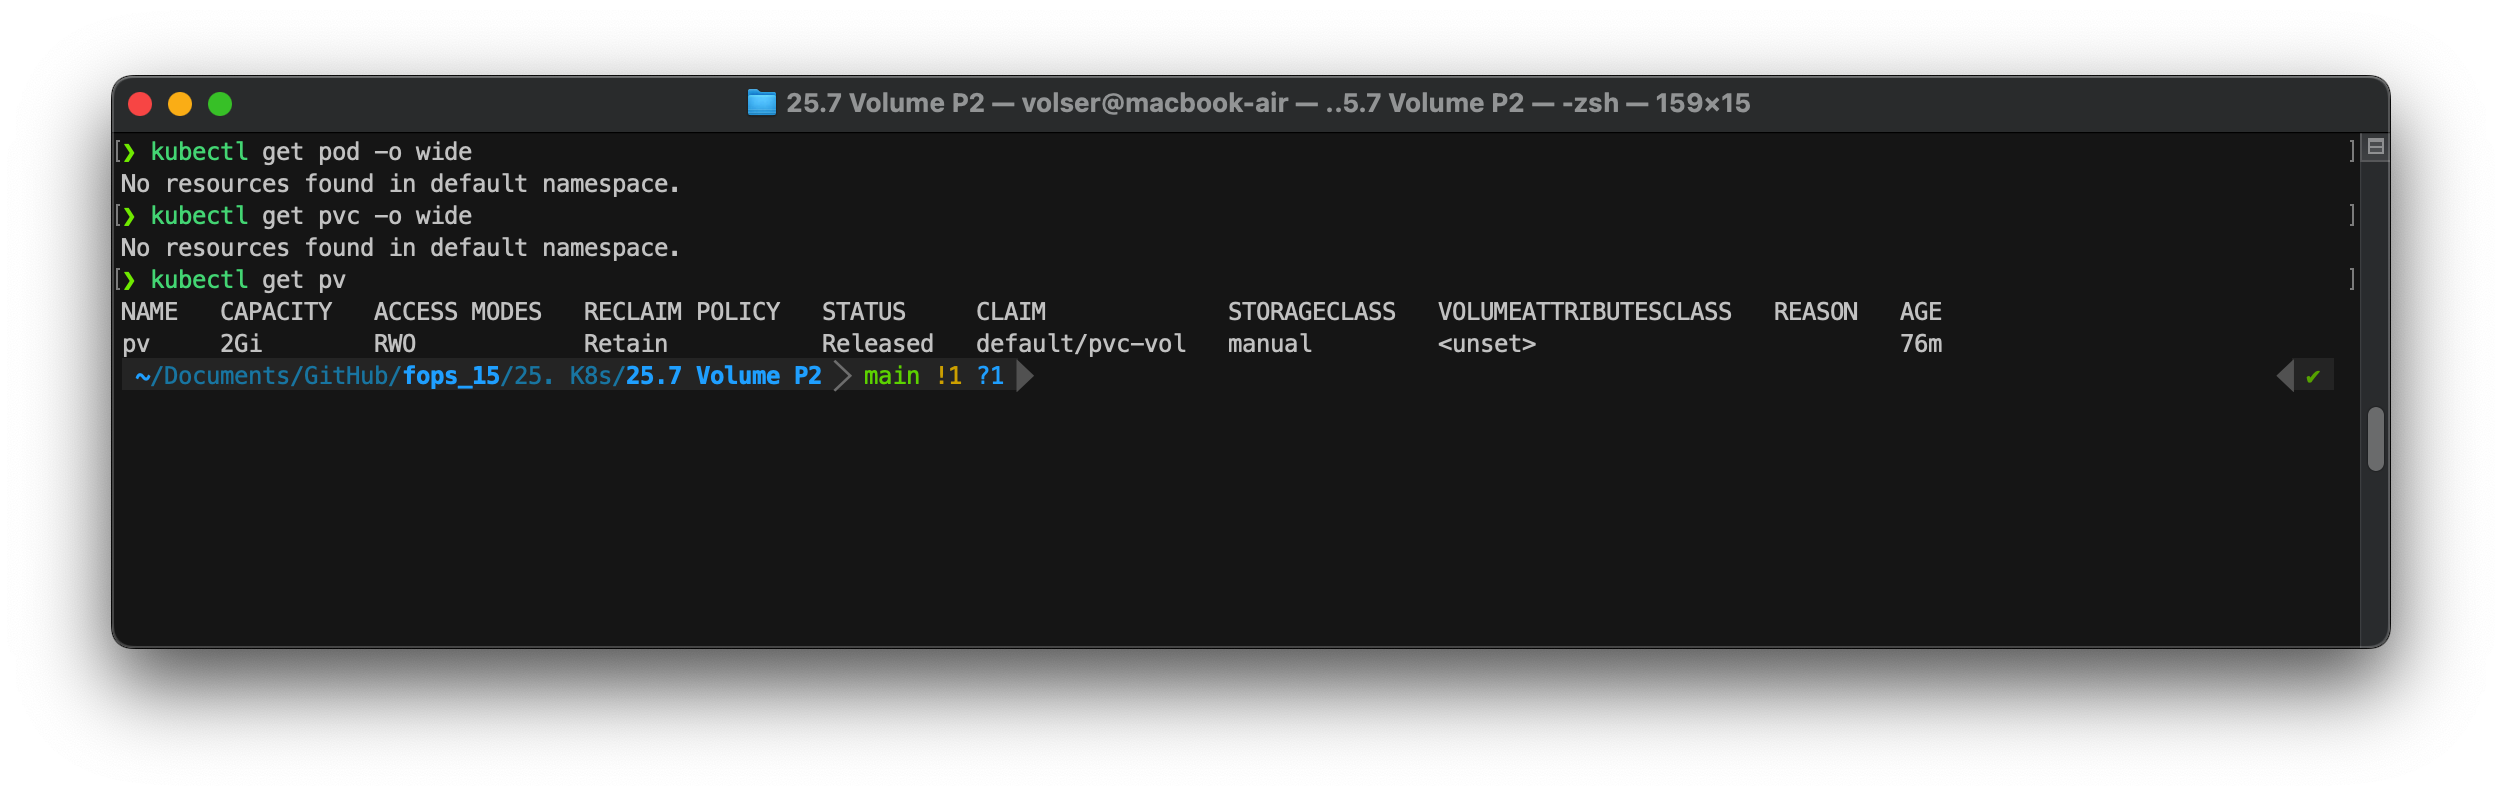 25.7 Volume P2 — volser@macbook-air — ..5.7 Volume P2 — -zsh — 159×15
[❯ kubectl get pod -o wide ]
No resources found in default namespace.
[❯ kubectl get pvc -o wide ]
No resources found in default namespace.
[❯ kubectl get pv ]
NAME   CAPACITY   ACCESS MODES   RECLAIM POLICY   STATUS     CLAIM             STORAGECLASS   VOLUMEATTRIBUTESCLASS   REASON   AGE
pv     2Gi        RWO            Retain           Released   default/pvc-vol   manual         <unset>                          76m
~/Documents/GitHub/fops_15/25. K8s/25.7 Volume P2 main !1 ?1 ✔